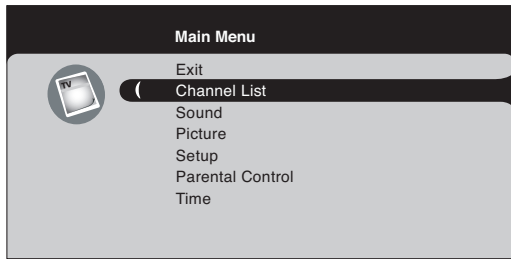 Main Menu
Exit
TV
Channel List
Sound
Picture
Setup
Parental Control
Time